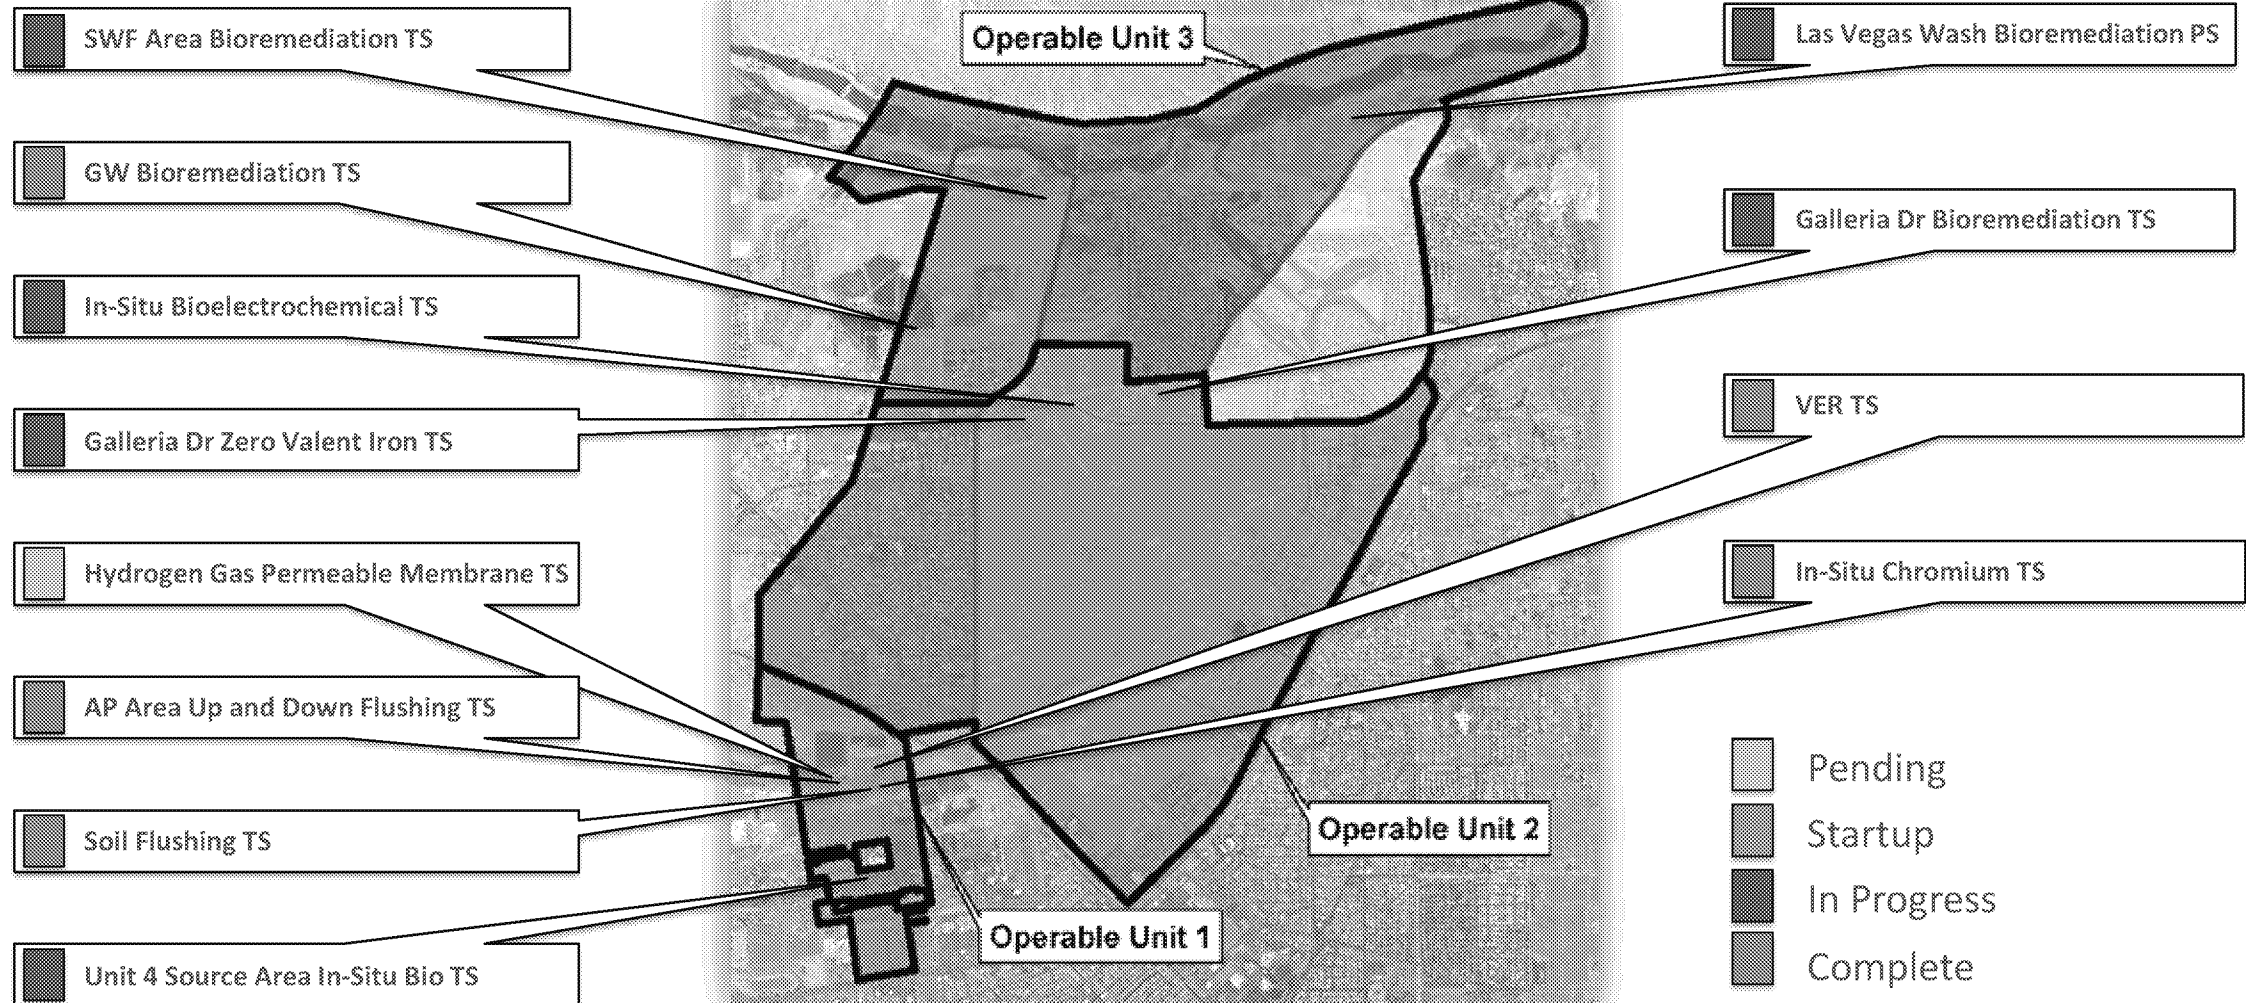 SWF Area Bioremediation TS
GW Bioremediation TS
In-Situ Bioelectrochemical TS
Galleria Dr Zero Valent Iron TS
Hydrogen Gas Permeable Membrane TS
AP Area Up and Down Flushing TS
Soil Flushing TS
Unit 4 Source Area In-Situ Bio TS
Operable Unit 3
Operable Unit 2
Operable Unit 1
Las Vegas Wash Bioremediation PS
Galleria Dr Bioremediation TS
VER TS
In-Situ Chromium TS
Pending
Startup
In Progress
Complete